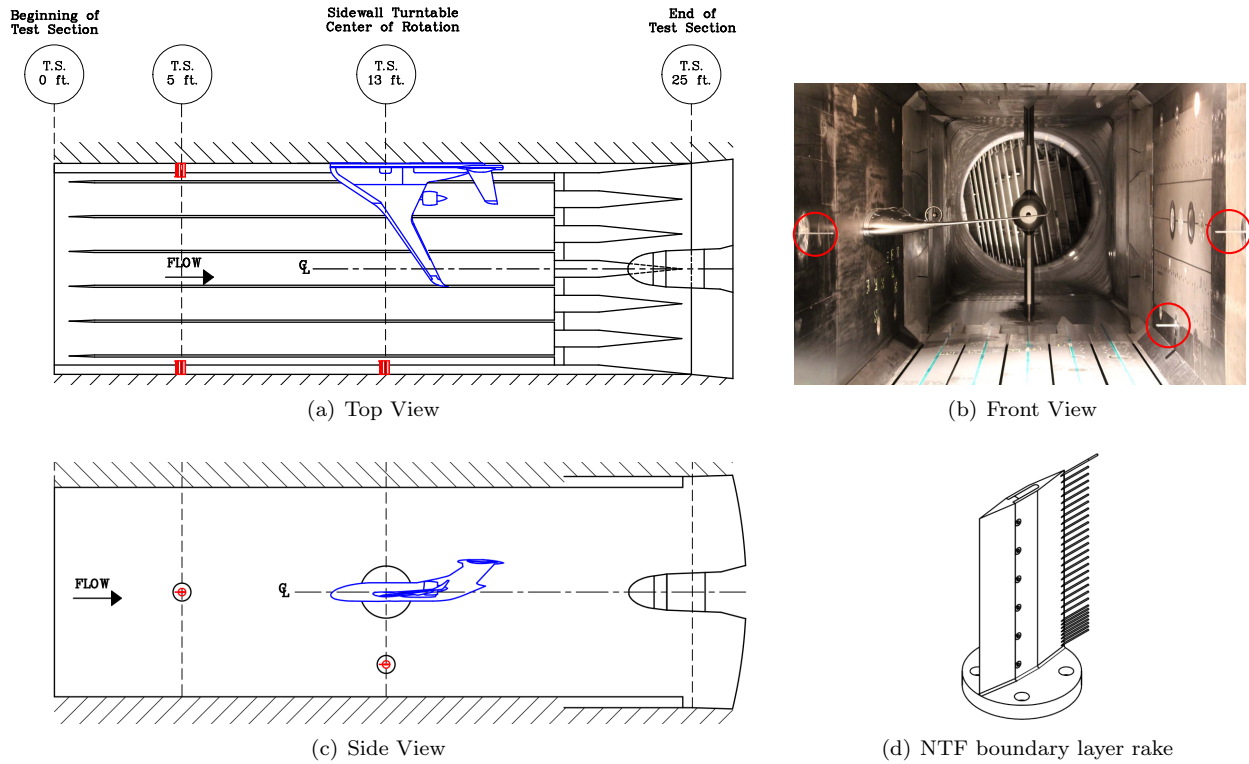 Beginning of
Test Section
Sidewall Turntable
Center of Rotation
End of
Test Section
T.S.
0 ft.
T.S.
5 ft.
T.S.
13 ft.
T.S.
25 ft.
FLOW
℄
(a) Top View
(b) Front View
FLOW
℄
(c) Side View
(d) NTF boundary layer rake